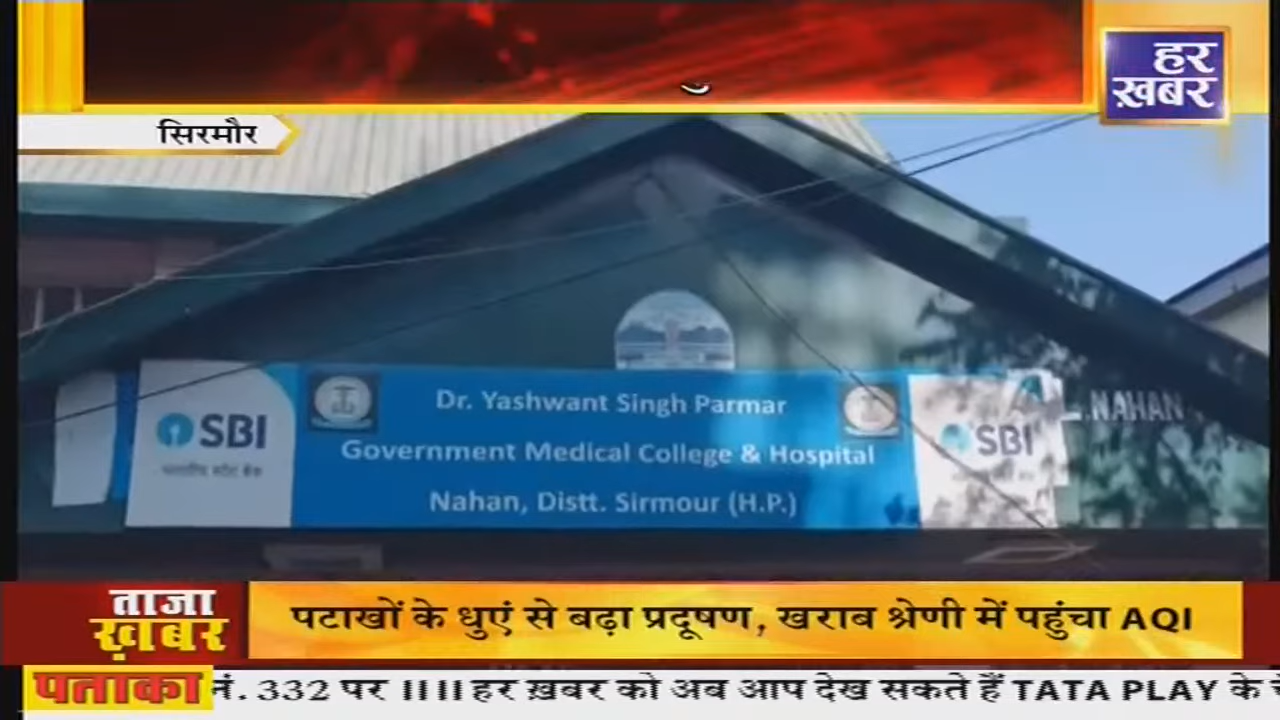 हर
ख़बर
सिरमौर
SBI
भारतीय स्टेट बैंक
Dr. Yashwant Singh Parmar
Government Medical College & Hospital
Nahan, Distt. Sirmour (H.P.)
SBI
NAHAN
ताजा
ख़बर
पटाखों के धुएं से बढ़ा प्रदूषण, खराब श्रेणी में पहुंचा AQI
पताका
नं. 332 पर IIII हर ख़बर को अब आप देख सकते हैं TATA PLAY के